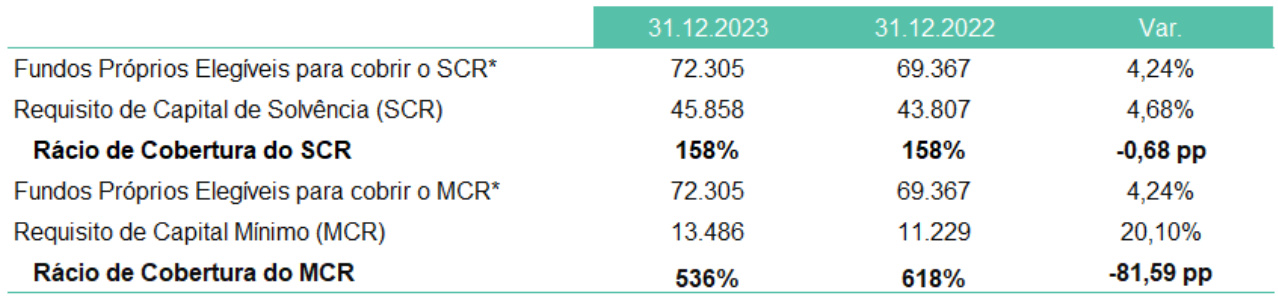 31.12.2023 31.12.2022 Var.
Fundos Próprios Elegíveis para cobrir o SCR* 72.305 69.367 4,24%
Requisito de Capital de Solvência (SCR) 45.858 43.807 4,68%
Rácio de Cobertura do SCR 158% 158% -0,68 pp
Fundos Próprios Elegíveis para cobrir o MCR* 72.305 69.367 4,24%
Requisito de Capital Mínimo (MCR) 13.486 11.229 20,10%
Rácio de Cobertura do MCR 536% 618% -81,59 pp